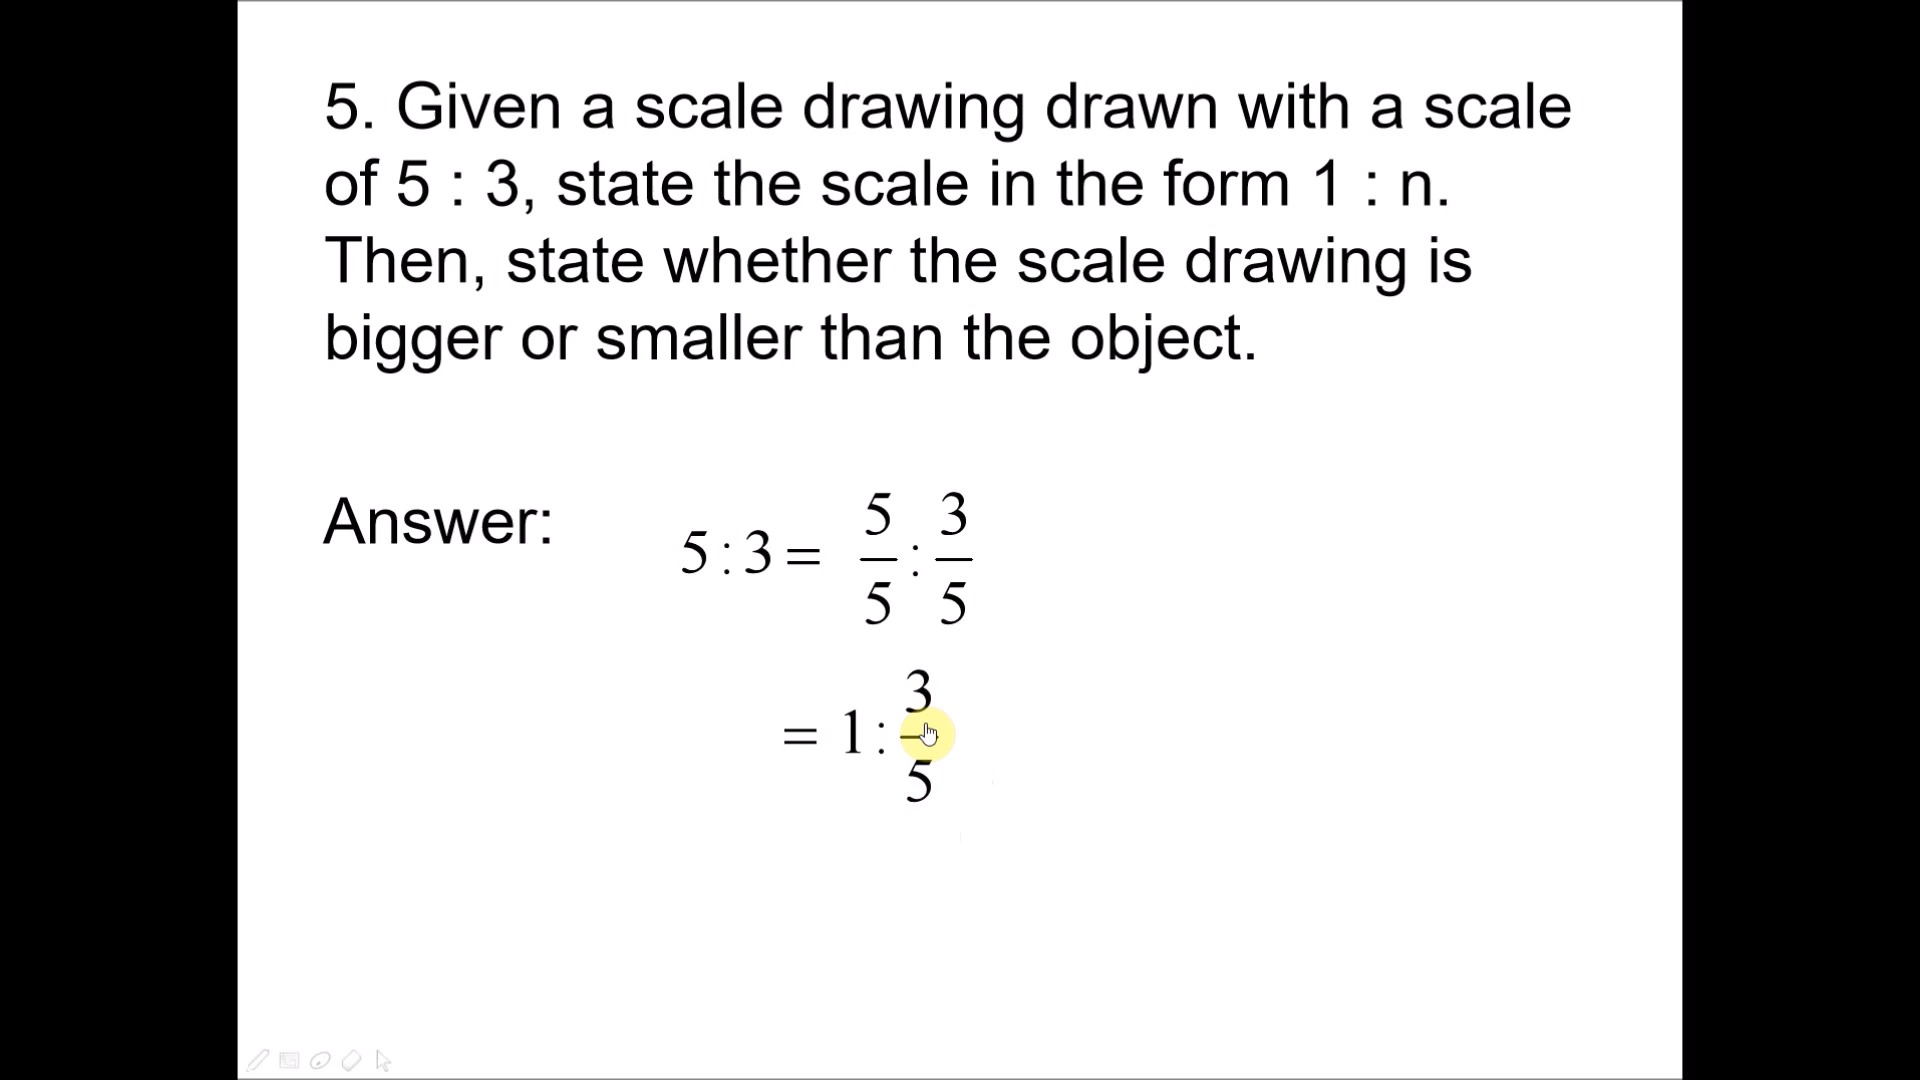 5. Given a scale drawing drawn with a scale
of 5 : 3, state the scale in the form 1 : n.
Then, state whether the scale drawing is
bigger or smaller than the object.
Answer: 5 : 3 = 5/5 : 3/5
= 1 : 3/5